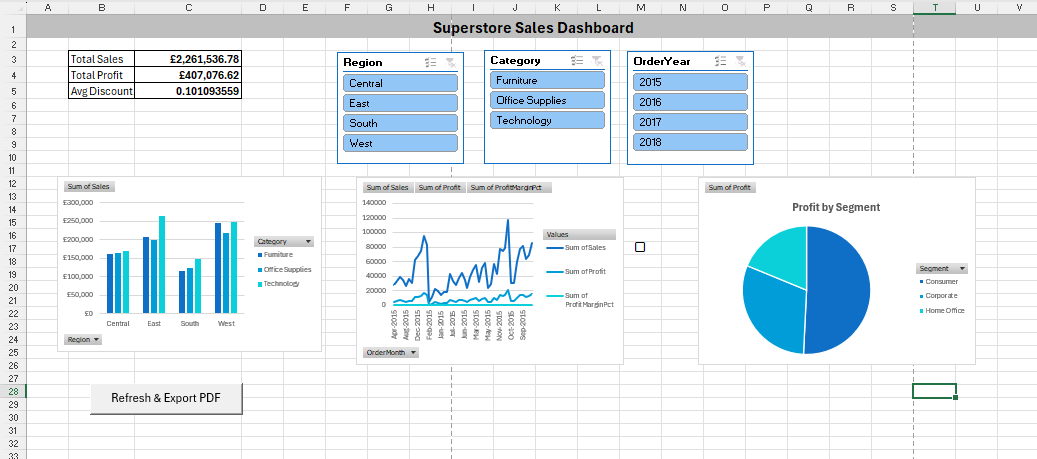 A B C D E F G H I J K L M N O P Q R S T U V
1 Superstore Sales Dashboard
2
3 Total Sales £2,261,536.78
4 Total Profit £407,076.62
5 Avg Discount 0.101093559
6
7
8
9
10
11
12
13
14
15
16
17
18
19
20
21
22
23
24
25
26
27
28
29
30
31
32
33
Region
Central
East
South
West
Category
Furniture
Office Supplies
Technology
OrderYear
2015
2016
2017
2018
Sum of Sales
£300,000
£250,000
£200,000
£150,000
£100,000
£50,000
£0
Central East South West
Category
Furniture
Office Supplies
Technology
Region
Sum of Sales Sum of Profit Sum of ProfitMarginPct
140000
120000
100000
80000
60000
40000
20000
0
Apr-2015 Aug-2015 Dec-2015 Feb-2015 Jan-2015 Jul-2015 Jun-2015 Mar-2015 May-2015 Nov-2015 Oct-2015 Sep-2015
Values
Sum of Sales
Sum of Profit
Sum of
ProfitMarginPct
OrderMonth
Sum of Profit
Profit by Segment
Segment
Consumer
Corporate
Home Office
Refresh & Export PDF